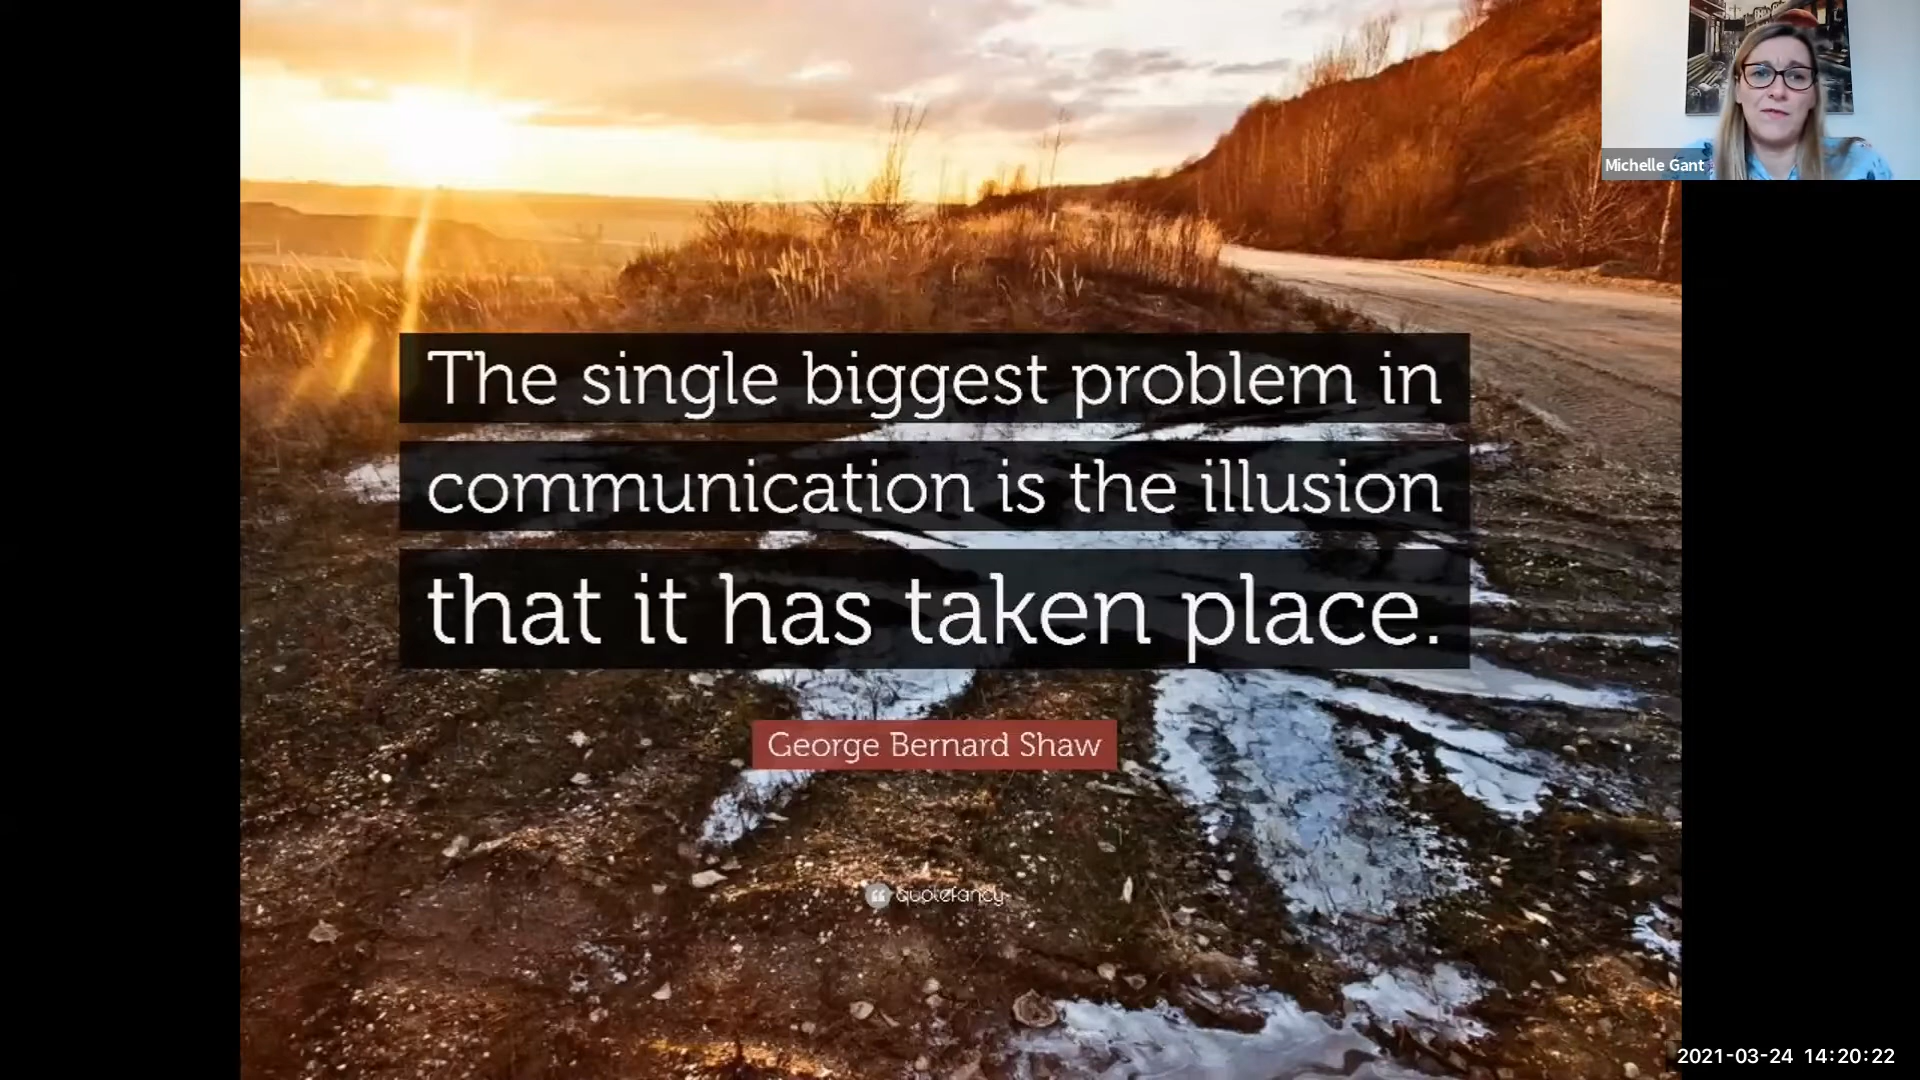 Michelle Gant
The single biggest problem in
communication is the illusion
that it has taken place.
George Bernard Shaw
quotefancy
2021-03-24 14:20:22